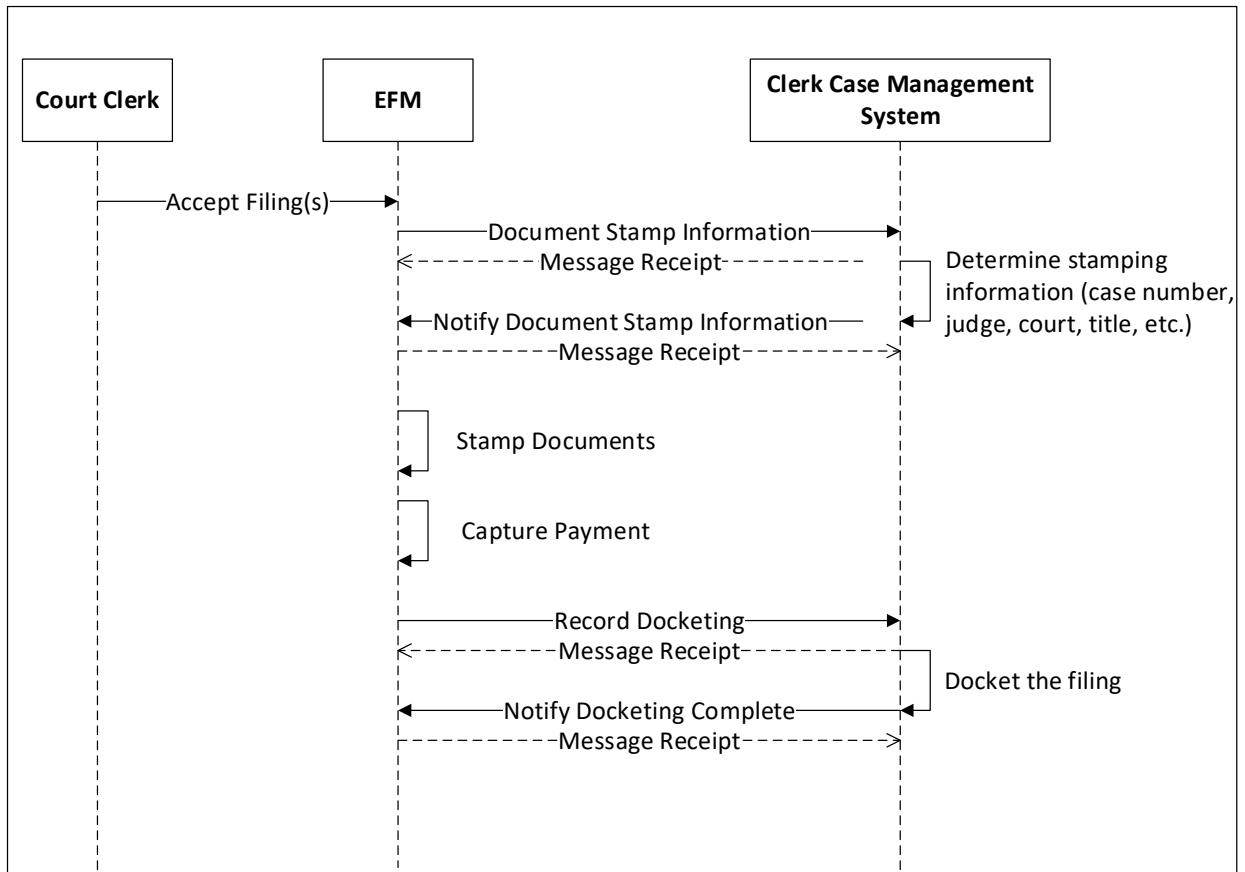 Court Clerk
EFM
Clerk Case Management
System
Accept Filing(s)
Document Stamp Information
Message Receipt
Determine stamping
information (case number,
judge, court, title, etc.)
Notify Document Stamp Information
Message Receipt
Stamp Documents
Capture Payment
Record Docketing
Message Receipt
Docket the filing
Notify Docketing Complete
Message Receipt